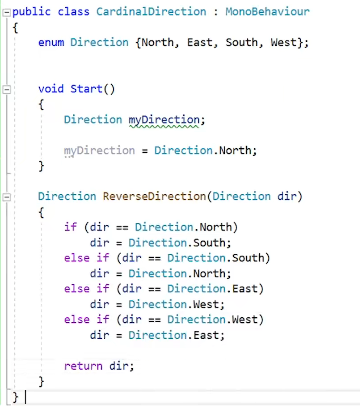 public class CardinalDirection : MonoBehaviour
{
    enum Direction {North, East, South, West};
    void Start()
    {
        Direction myDirection;
        myDirection = Direction.North;
    }
    Direction ReverseDirection(Direction dir)
    {
        if (dir == Direction.North)
            dir = Direction.South;
        else if (dir == Direction.South)
            dir = Direction.North;
        else if (dir == Direction.East)
            dir = Direction.West;
        else if (dir == Direction.West)
            dir = Direction.East;
        return dir;
    }
}